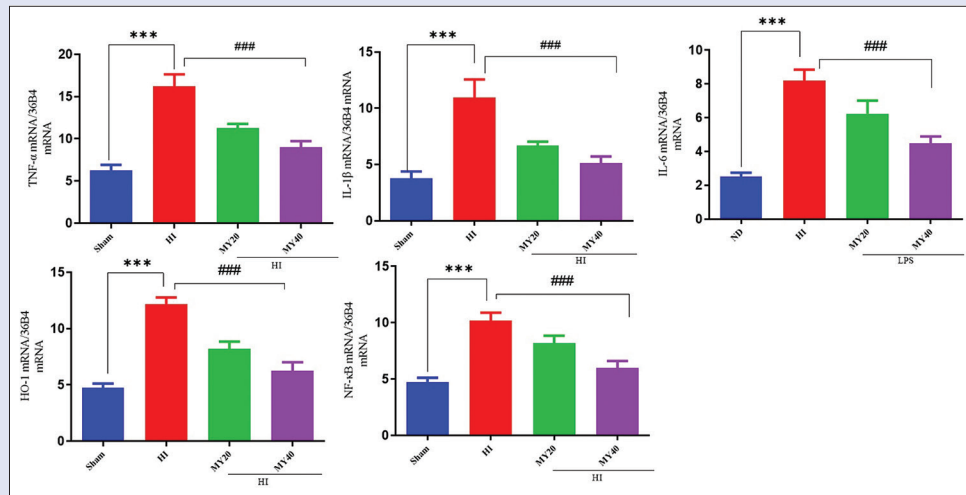 ***
###
20
15
10
5
0
TNF-α mRNA/36B4
mRNA
Sham
HI
MY20
MY40
HI
***
###
15
10
5
0
IL-1β mRNA/36B4 mRNA
Sham
HI
MY20
MY40
HI
***
###
10
8
6
4
2
0
IL-6 mRNA/36B4
mRNA
ND
HI
MY20
MY40
LPS
***
###
15
10
5
0
HO-1 mRNA/36B4
mRNA
Sham
HI
MY20
MY40
HI
***
###
15
10
5
0
NF-κB mRNA/36B4
mRNA
Sham
HI
MY20
MY40
HI